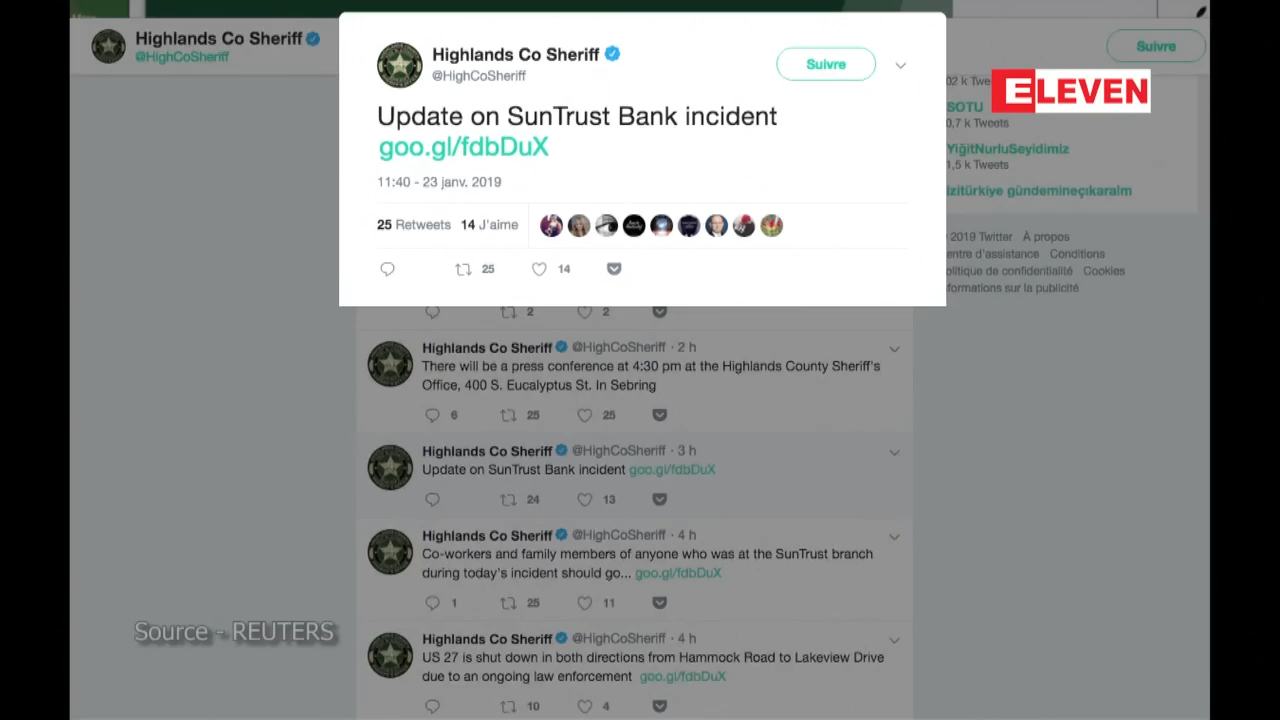 Highlands Co Sheriff
@HighCoSheriff
Suivre
Highlands Co Sheriff
@HighCoSheriff
Suivre
ELEVEN
Update on SunTrust Bank incident
goo.gl/fdbDuX
11:40 - 23 janv. 2019
25 Retweets 14 J'aime
25 14
02 k Tweets
SOTU
0,7 k Tweets
YiğitNurluSeyidimiz
1,5 k Tweets
izitürkiye gündemineçıkaralm
2019 Twitter À propos
entre d'assistance Conditions
olitique de confidentialité Cookies
formations sur la publicité
2 2
Highlands Co Sheriff @HighCoSheriff · 2 h
There will be a press conference at 4:30 pm at the Highlands County Sheriff's
Office, 400 S. Eucalyptus St. In Sebring
6 25 25
Highlands Co Sheriff @HighCoSheriff · 3 h
Update on SunTrust Bank incident goo.gl/fdbDuX
24 13
Highlands Co Sheriff @HighCoSheriff · 4 h
Co-workers and family members of anyone who was at the SunTrust branch
during today's incident should go... goo.gl/fdbDuX
1 25 11
Source - REUTERS
Highlands Co Sheriff @HighCoSheriff · 4 h
US 27 is shut down in both directions from Hammock Road to Lakeview Drive
due to an ongoing law enforcement goo.gl/fdbDuX
10 4